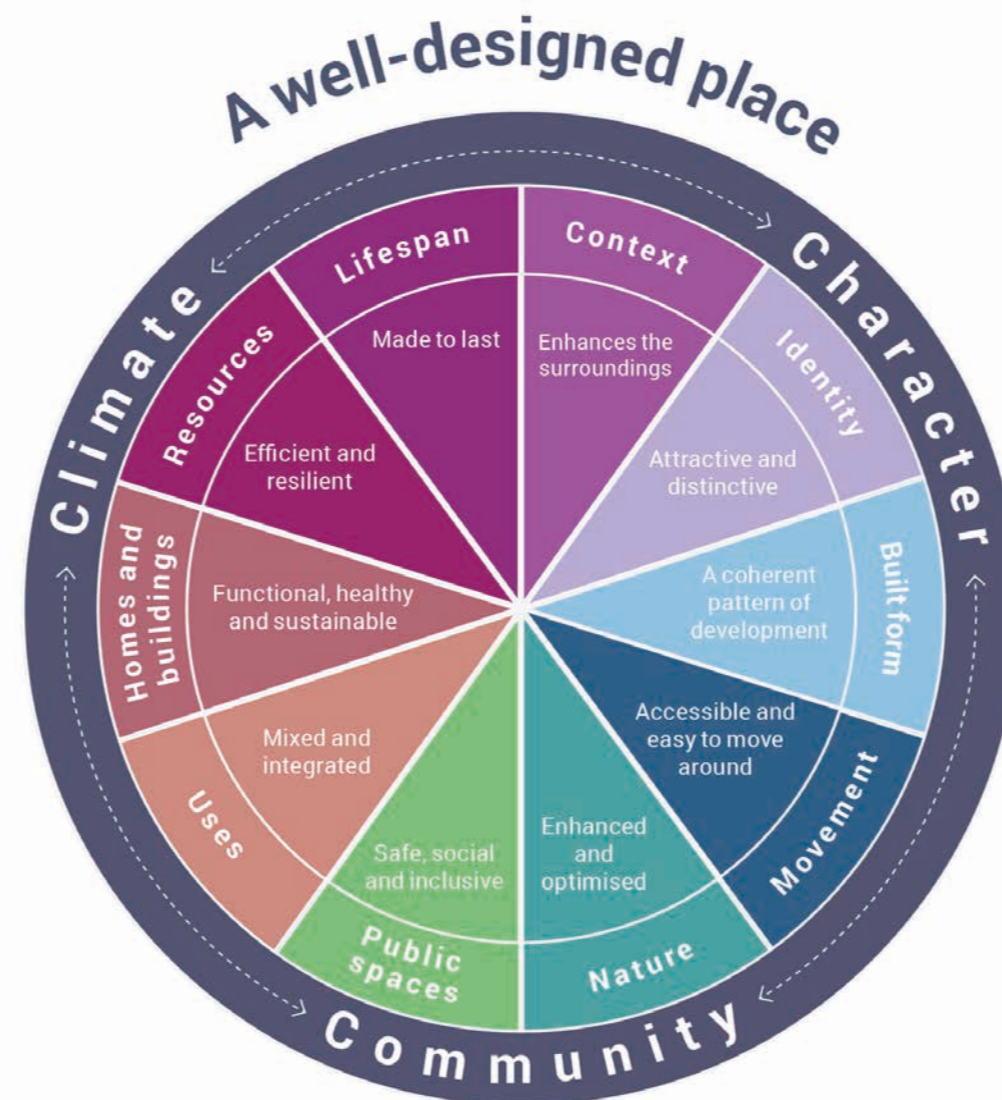 A well-designed place
Climate
Character
Community
Context
Enhances the
surroundings
Identity
Attractive and
distinctive
Built form
A coherent
pattern of
development
Movement
Accessible and
easy to move
around
Nature
Enhanced
and
optimised
Public
spaces
Safe, social
and inclusive
Uses
Mixed and
integrated
Homes and
buildings
Functional, healthy
and sustainable
Resources
Efficient and
resilient
Lifespan
Made to last